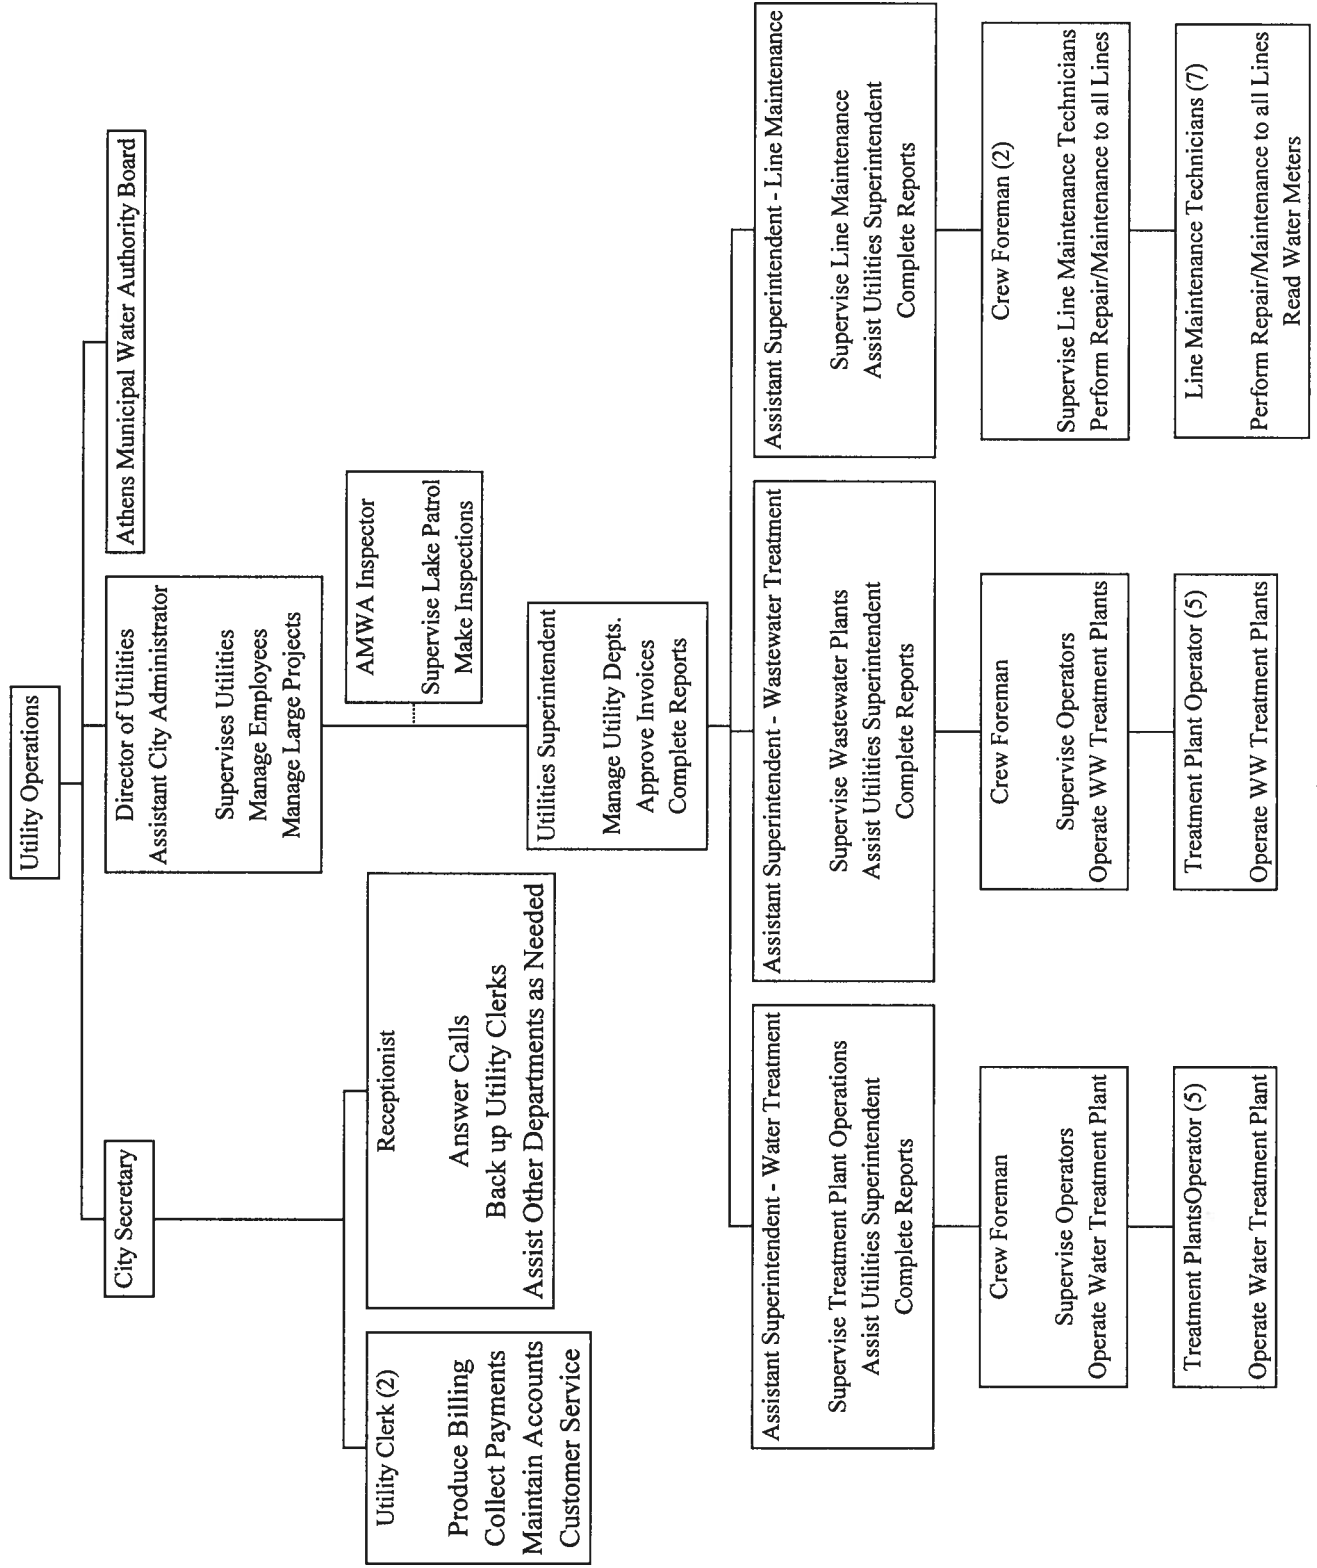 Utility Operations
City Secretary
Director of Utilities
Assistant City Administrator
Supervises Utilities
Manage Employees
Manage Large Projects
Athens Municipal Water Authority Board
Utility Clerk (2)
Produce Billing
Collect Payments
Maintain Accounts
Customer Service
Receptionist
Answer Calls
Back up Utility Clerks
Assist Other Departments as Needed
AMWA Inspector
Supervise Lake Patrol
Make Inspections
Utilities Superintendent
Manage Utility Depts.
Approve Invoices
Complete Reports
Assistant Superintendent - Water Treatment
Supervise Treatment Plant Operations
Assist Utilities Superintendent
Complete Reports
Assistant Superintendent - Wastewater Treatment
Supervise Wastewater Plants
Assist Utilities Superintendent
Complete Reports
Assistant Superintendent - Line Maintenance
Supervise Line Maintenance
Assist Utilities Superintendent
Complete Reports
Crew Foreman
Supervise Operators
Operate Water Treatment Plant
Crew Foreman
Supervise Operators
Operate WW Treatment Plants
Crew Foreman (2)
Supervise Line Maintenance Technicians
Perform Repair/Maintenance to all Lines
Treatment PlantsOperator (5)
Operate Water Treatment Plant
Treatment Plant Operator (5)
Operate WW Treatment Plants
Line Maintenance Technicians (7)
Perform Repair/Maintenance to all Lines
Read Water Meters